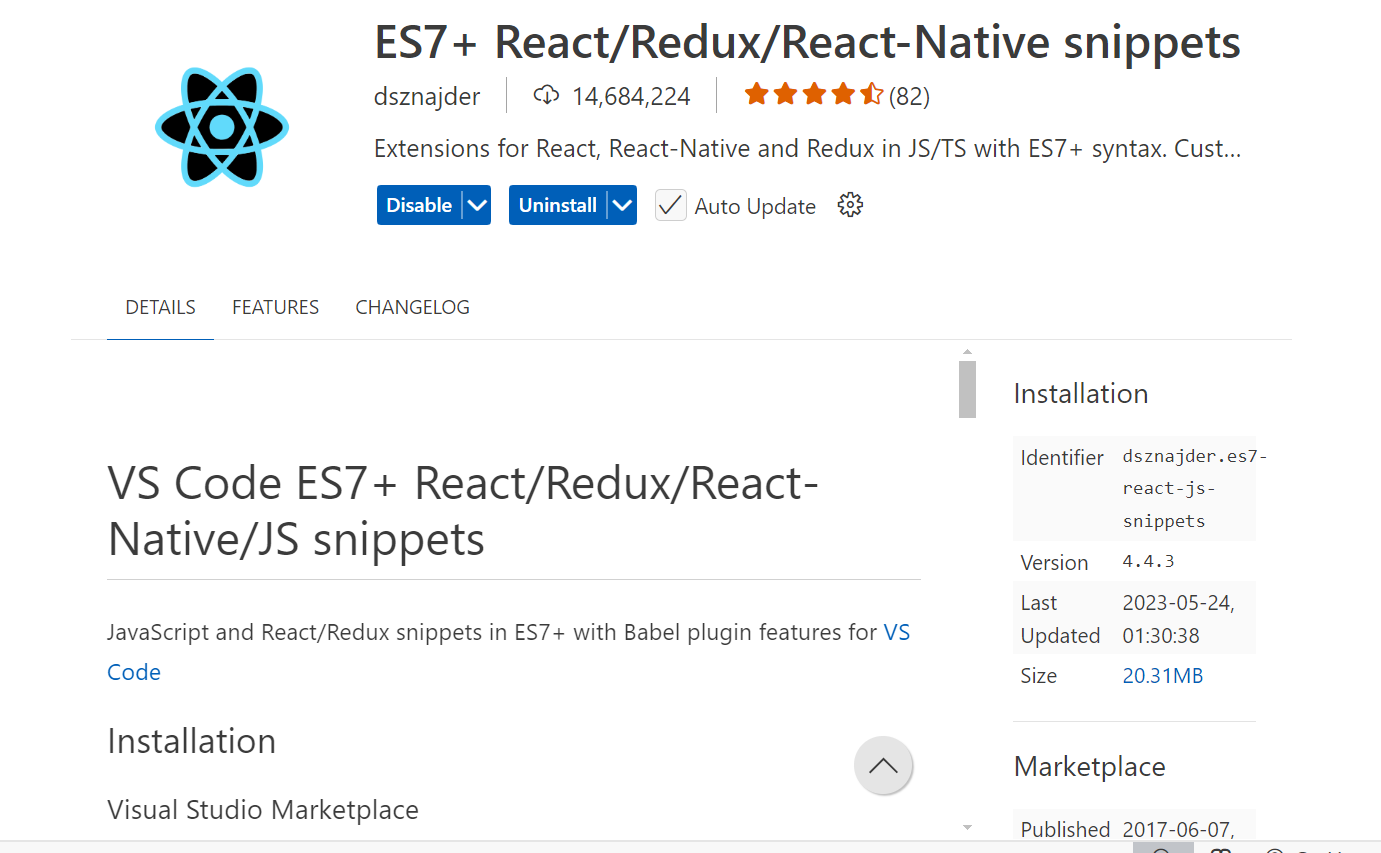 ES7+ React/Redux/React-Native snippets
dsznajder
14,684,224
(82)
Extensions for React, React-Native and Redux in JS/TS with ES7+ syntax. Cust...
Disable
Uninstall
Auto Update
DETAILS
FEATURES
CHANGELOG
VS Code ES7+ React/Redux/React-
Native/JS snippets
JavaScript and React/Redux snippets in ES7+ with Babel plugin features for VS
Code
Installation
Visual Studio Marketplace
Installation
Identifier dsznajder.es7-
react-js-
snippets
Version 4.4.3
Last 2023-05-24,
Updated 01:30:38
Size 20.31MB
Marketplace
Published 2017-06-07,